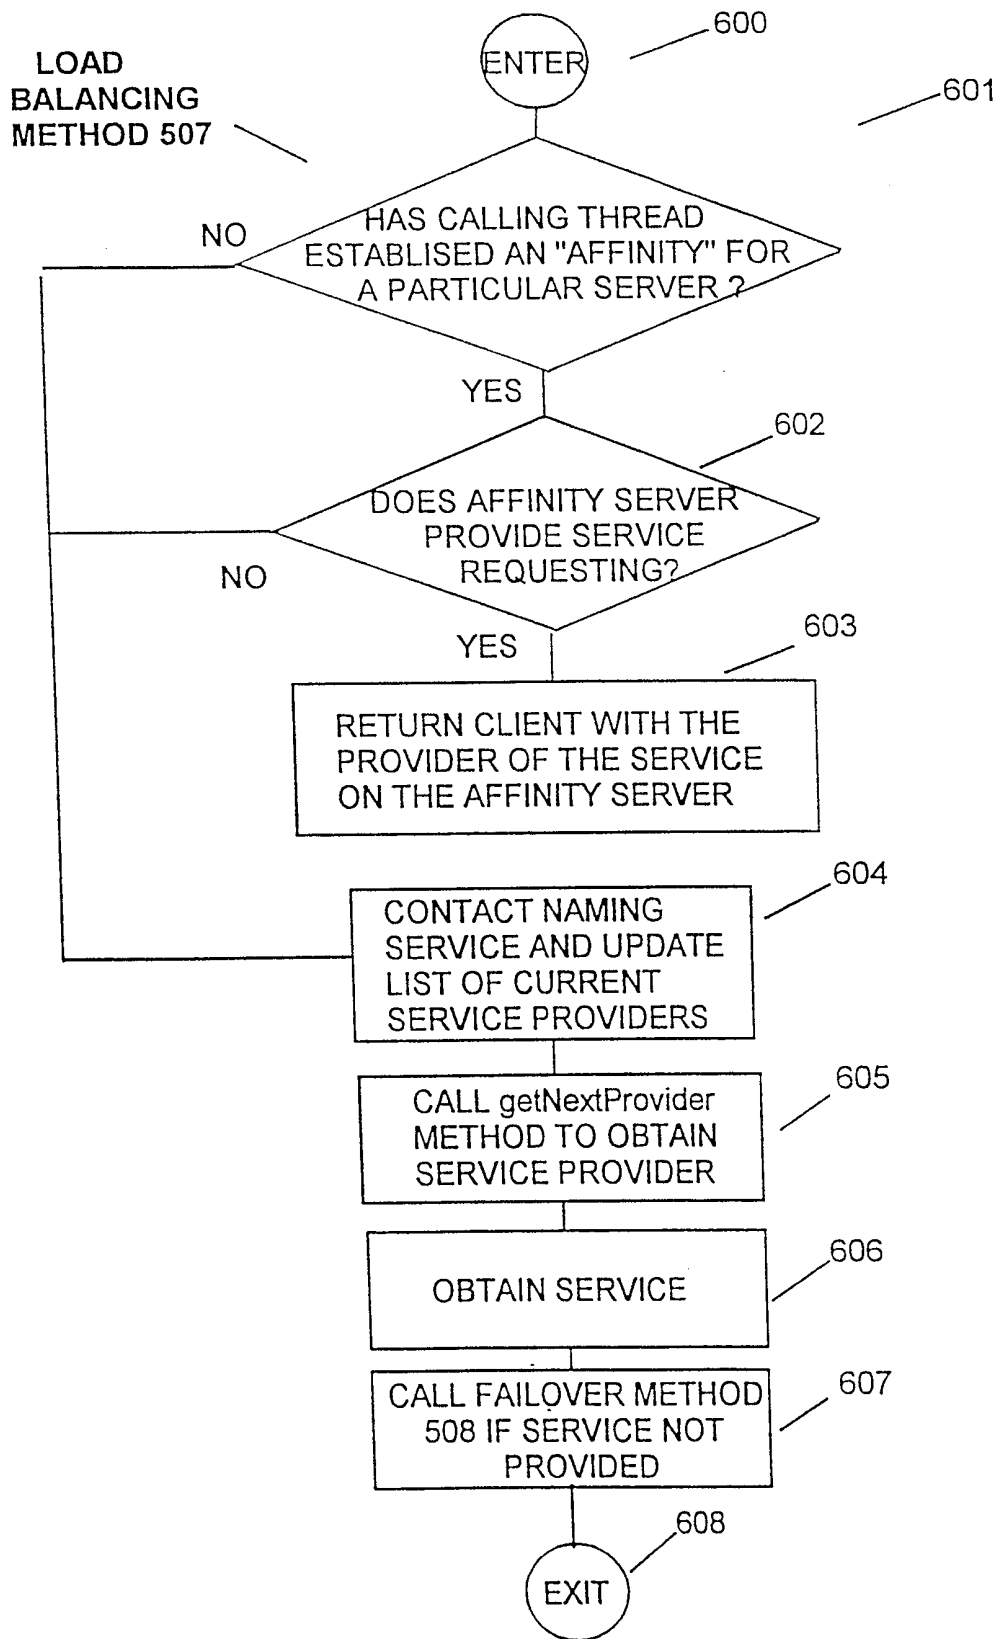 600
ENTER
LOAD
BALANCING
METHOD 507
601
HAS CALLING THREAD
ESTABLISED AN "AFFINITY" FOR
A PARTICULAR SERVER ?
NO
YES
602
DOES AFFINITY SERVER
PROVIDE SERVICE
REQUESTING?
NO
YES
603
RETURN CLIENT WITH THE
PROVIDER OF THE SERVICE
ON THE AFFINITY SERVER
604
CONTACT NAMING
SERVICE AND UPDATE
LIST OF CURRENT
SERVICE PROVIDERS
605
CALL getNextProvider
METHOD TO OBTAIN
SERVICE PROVIDER
606
OBTAIN SERVICE
607
CALL FAILOVER METHOD
508 IF SERVICE NOT
PROVIDED
608
EXIT